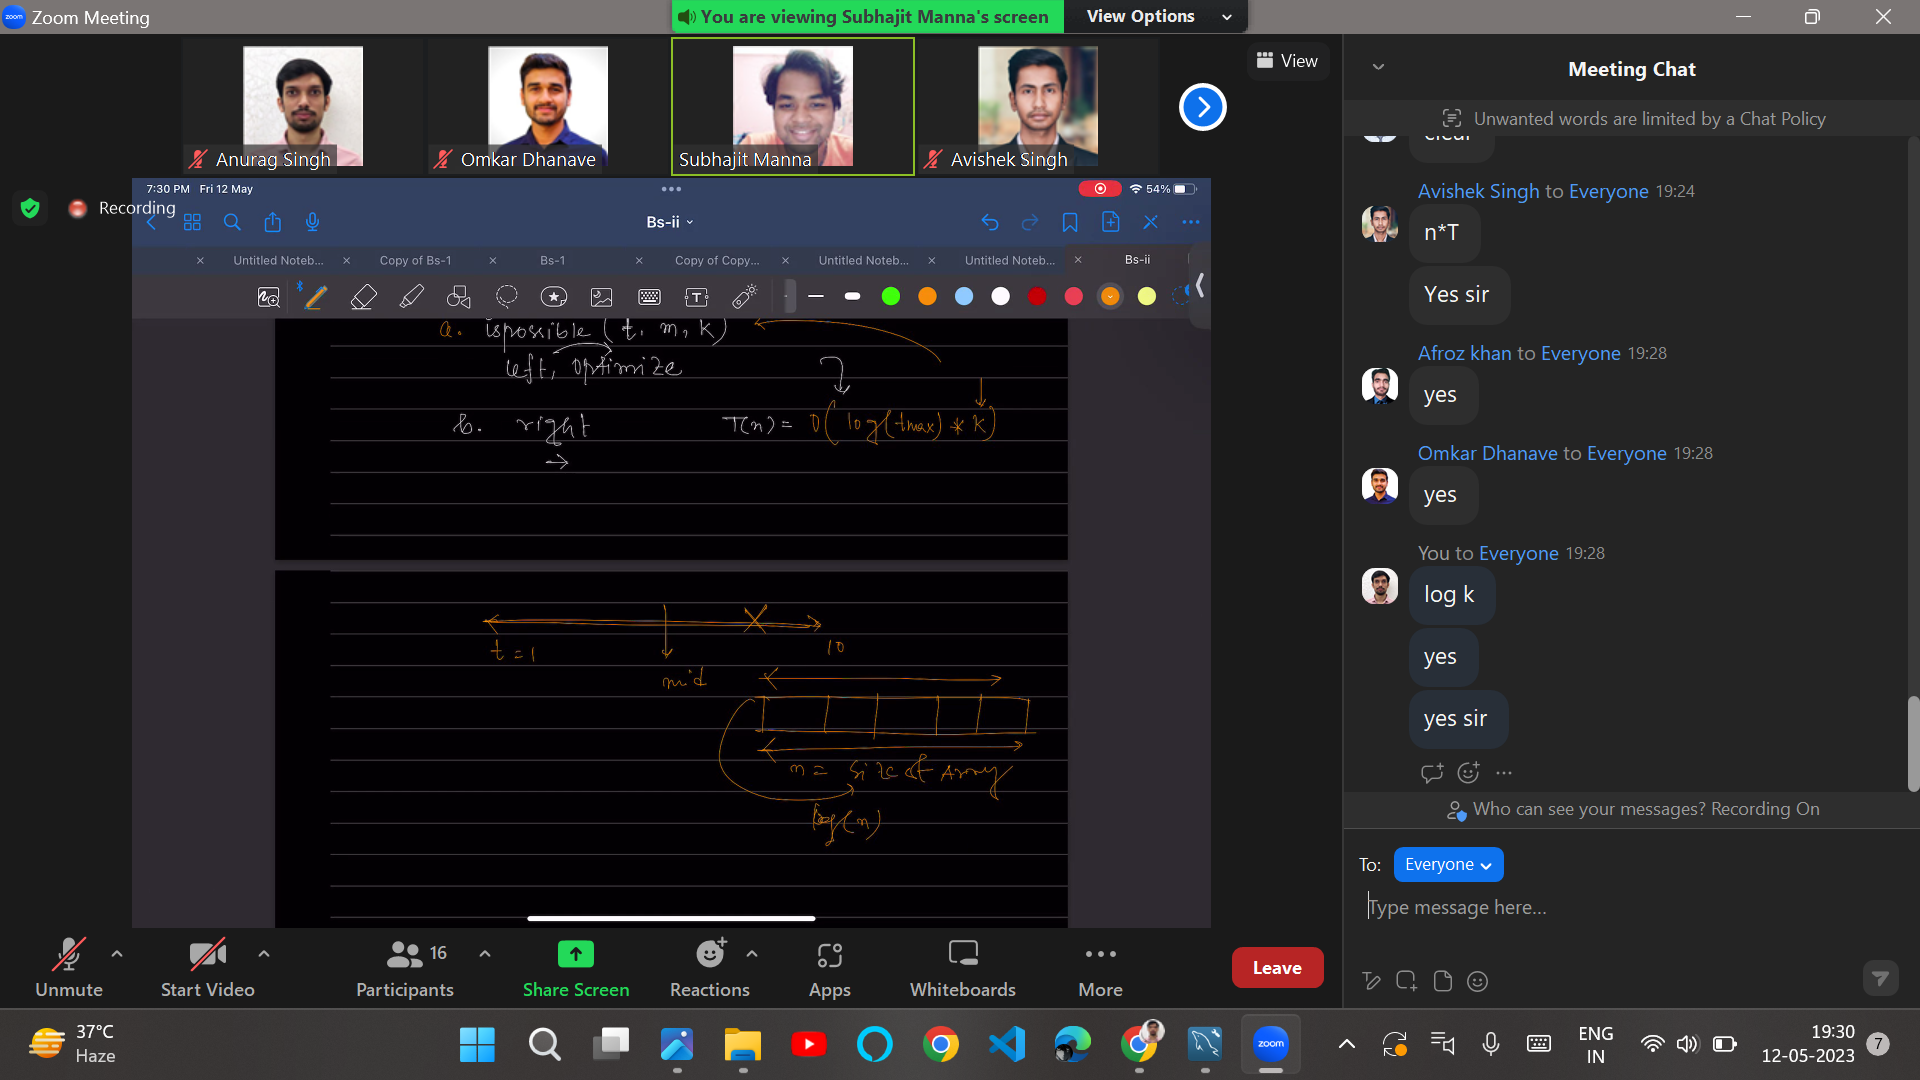 Zoom Meeting
You are viewing Subhajit Manna's screen
View Options
Anurag Singh
Omkar Dhanave
Subhajit Manna
Avishek Singh
View
Recording
7:30 PM Fri 12 May
54%
Bs-ii
Untitled Noteb...
Copy of Bs-1
Bs-1
Copy of Copy...
Untitled Noteb...
Untitled Noteb...
Bs-ii
a. ispossible (t, m, k)
left, optimize
b. right
T(n) = O(log(tmax) * k)
t = 1
10
mid
n = size of Array
log(n)
Unmute
Start Video
16
Participants
Share Screen
Reactions
Apps
Whiteboards
More
Leave
Meeting Chat
Unwanted words are limited by a Chat Policy
clear
Avishek Singh to Everyone 19:24
n*T
Yes sir
Afroz khan to Everyone 19:28
yes
Omkar Dhanave to Everyone 19:28
yes
You to Everyone 19:28
log k
yes
yes sir
Who can see your messages? Recording On
To: Everyone
Type message here...
37°C
Haze
zoom
ENG
IN
19:30
12-05-2023
7